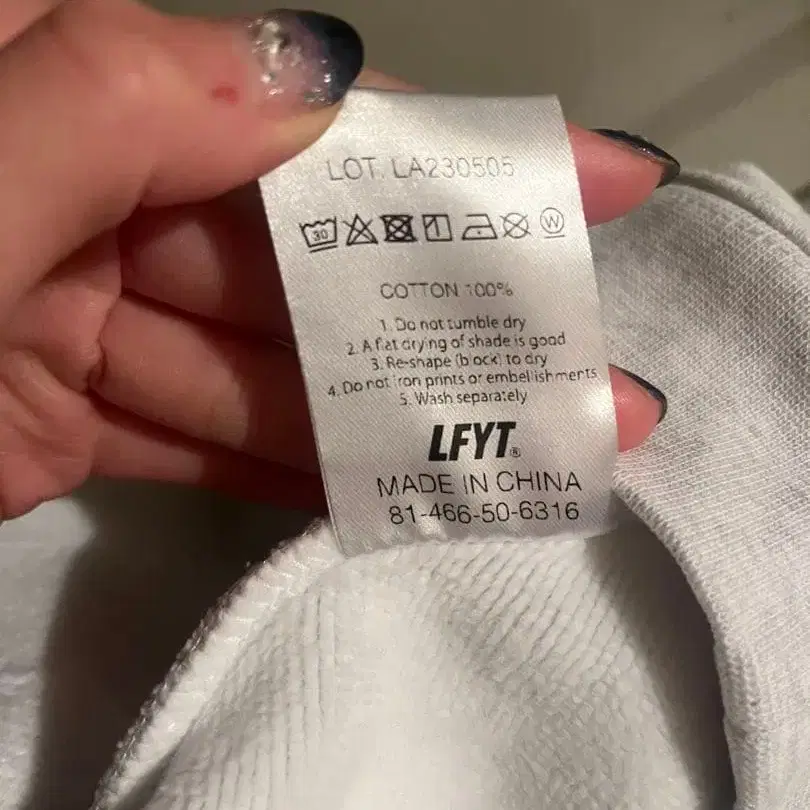 LOT. LA230505
30 W
COTTON 100%
1. Do not tumble dry
2. A flat drying of shade is good
3. Re-shape (block) to dry
4. Do not iron prints or embellishments
5. Wash separately
LFYT®
MADE IN CHINA
81-466-50-6316